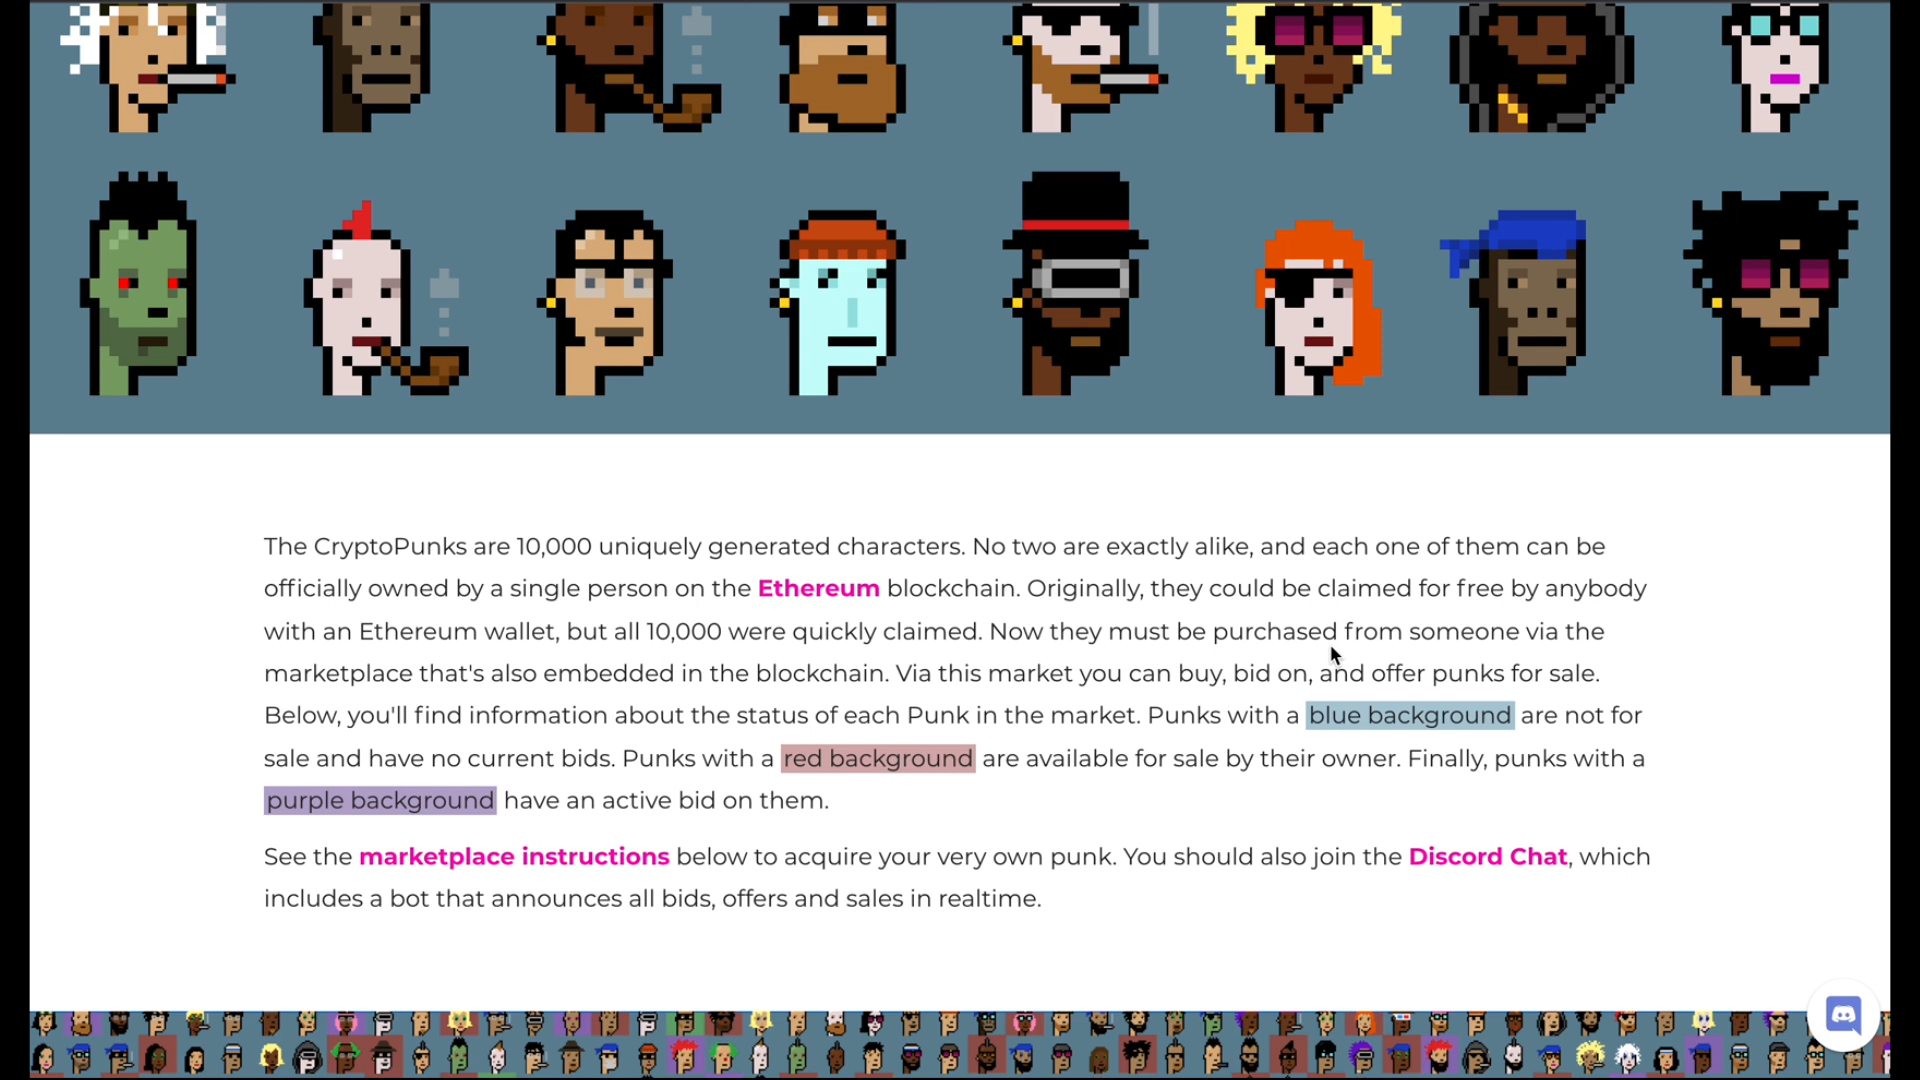 The CryptoPunks are 10,000 uniquely generated characters. No two are exactly alike, and each one of them can be
officially owned by a single person on the Ethereum blockchain. Originally, they could be claimed for free by anybody
with an Ethereum wallet, but all 10,000 were quickly claimed. Now they must be purchased from someone via the
marketplace that's also embedded in the blockchain. Via this market you can buy, bid on, and offer punks for sale.
Below, you'll find information about the status of each Punk in the market. Punks with a blue background are not for
sale and have no current bids. Punks with a red background are available for sale by their owner. Finally, punks with a
purple background have an active bid on them.
See the marketplace instructions below to acquire your very own punk. You should also join the Discord Chat, which
includes a bot that announces all bids, offers and sales in realtime.